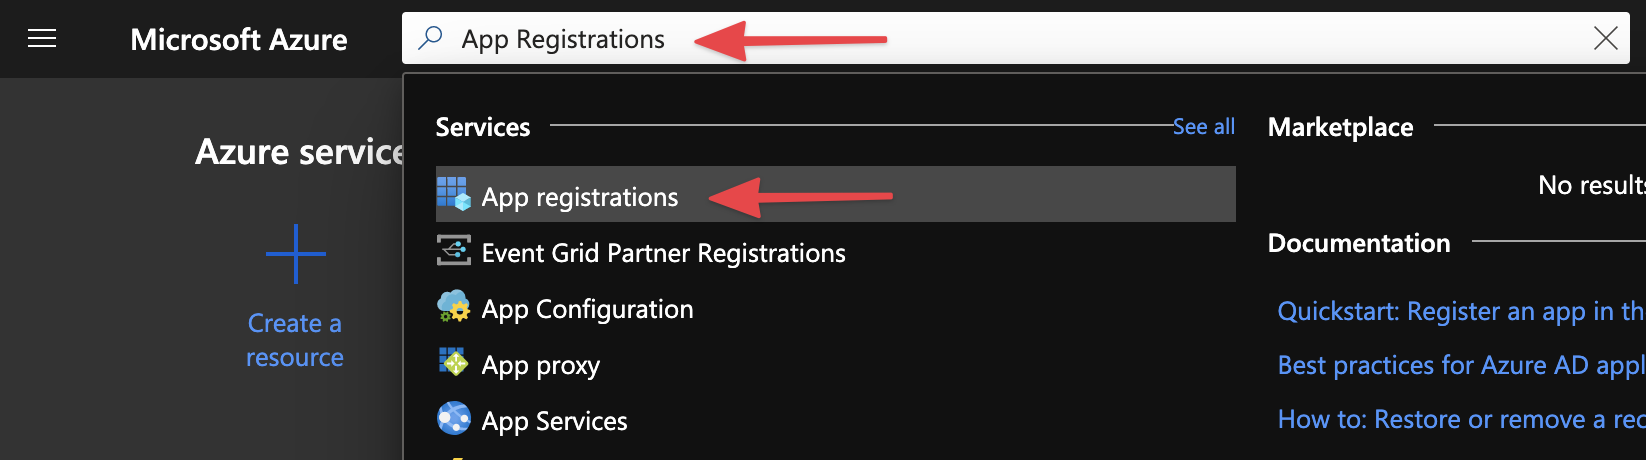 Microsoft Azure
App Registrations
Azure service
Create a
resource
Services
See all
App registrations
Event Grid Partner Registrations
App Configuration
App proxy
App Services
Marketplace
No results
Documentation
Quickstart: Register an app in th
Best practices for Azure AD appl
How to: Restore or remove a rec